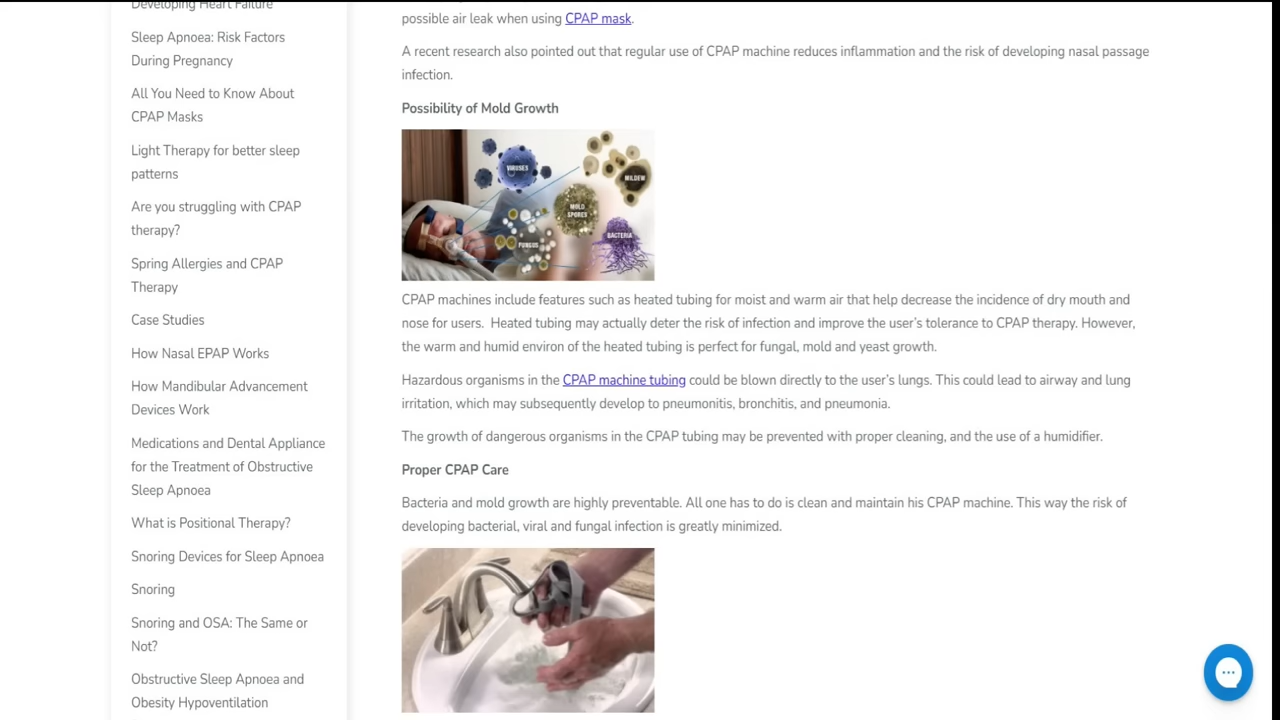 Developing Heart Failure
Sleep Apnoea: Risk Factors
During Pregnancy
All You Need to Know About
CPAP Masks
Light Therapy for better sleep
patterns
Are you struggling with CPAP
therapy?
Spring Allergies and CPAP
Therapy
Case Studies
How Nasal EPAP Works
How Mandibular Advancement
Devices Work
Medications and Dental Appliance
for the Treatment of Obstructive
Sleep Apnoea
What is Positional Therapy?
Snoring Devices for Sleep Apnoea
Snoring
Snoring and OSA: The Same or
Not?
Obstructive Sleep Apnoea and
Obesity Hypoventilation
possible air leak when using CPAP mask.
A recent research also pointed out that regular use of CPAP machine reduces inflammation and the risk of developing nasal passage
infection.
Possibility of Mold Growth
VIRUSES
MILDEW
MOLD
SPORES
BACTERIA
FUNGUS
CPAP machines include features such as heated tubing for moist and warm air that help decrease the incidence of dry mouth and
nose for users.  Heated tubing may actually deter the risk of infection and improve the user’s tolerance to CPAP therapy. However,
the warm and humid environ of the heated tubing is perfect for fungal, mold and yeast growth.
Hazardous organisms in the CPAP machine tubing could be blown directly to the user’s lungs. This could lead to airway and lung
irritation, which may subsequently develop to pneumonitis, bronchitis, and pneumonia.
The growth of dangerous organisms in the CPAP tubing may be prevented with proper cleaning, and the use of a humidifier.
Proper CPAP Care
Bacteria and mold growth are highly preventable. All one has to do is clean and maintain his CPAP machine. This way the risk of
developing bacterial, viral and fungal infection is greatly minimized.